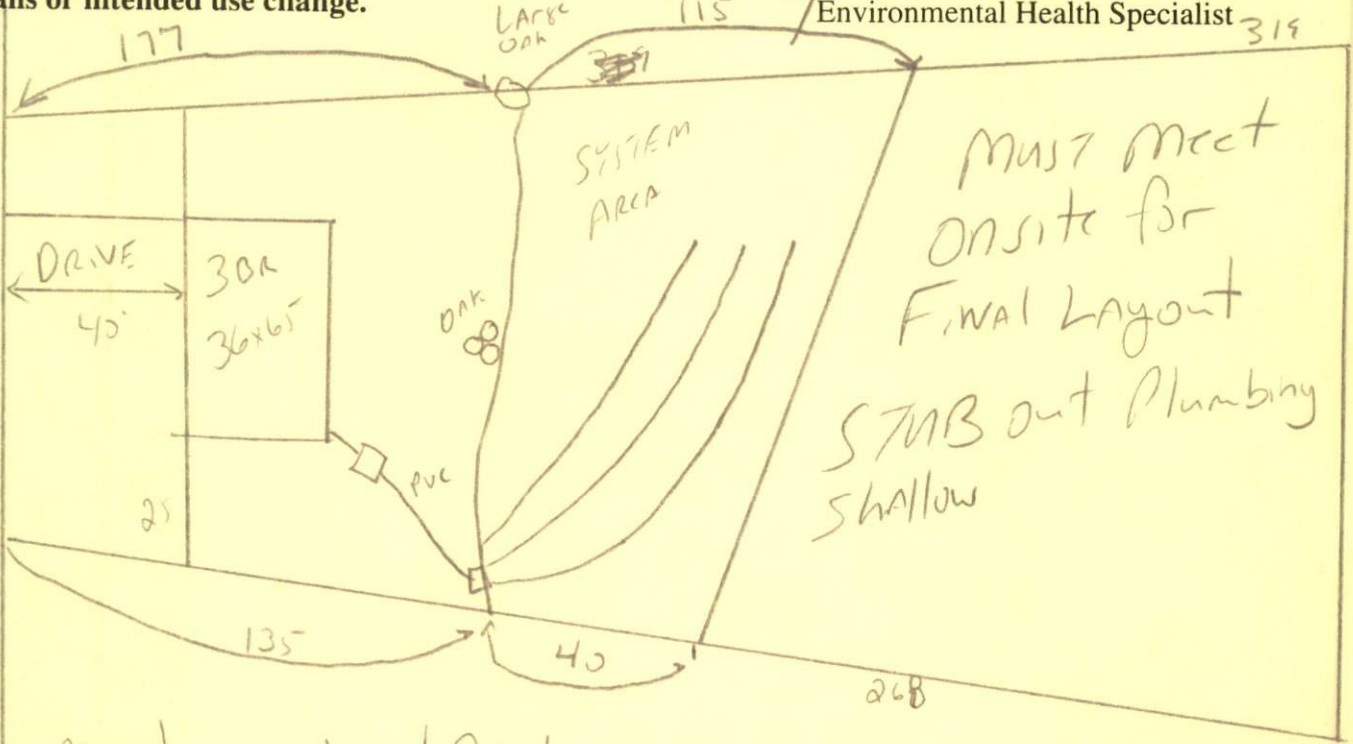 ans or intended use change.
Environmental Health Specialist
177
LARGE
OAK
115
319
SYSTEM
AREA
MUST Meet
Onsite for
FINAL LAyout
STUB out Plumbing
Shallow
DRIVE
40'
3BR
36x65
OAK
PVC
25
135
40
268